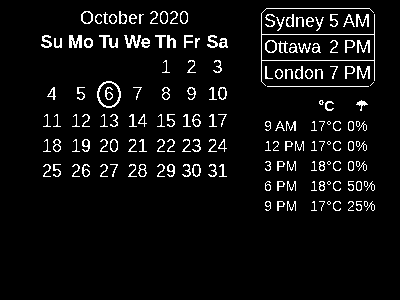 October 2020
Su Mo Tu We Th Fr Sa
1 2 3
4 5 6 7 8 9 10
11 12 13 14 15 16 17
18 19 20 21 22 23 24
25 26 27 28 29 30 31
Sydney 5 AM
Ottawa 2 PM
London 7 PM
°C ☂
9 AM 17°C 0%
12 PM 17°C 0%
3 PM 18°C 0%
6 PM 18°C 50%
9 PM 17°C 25%